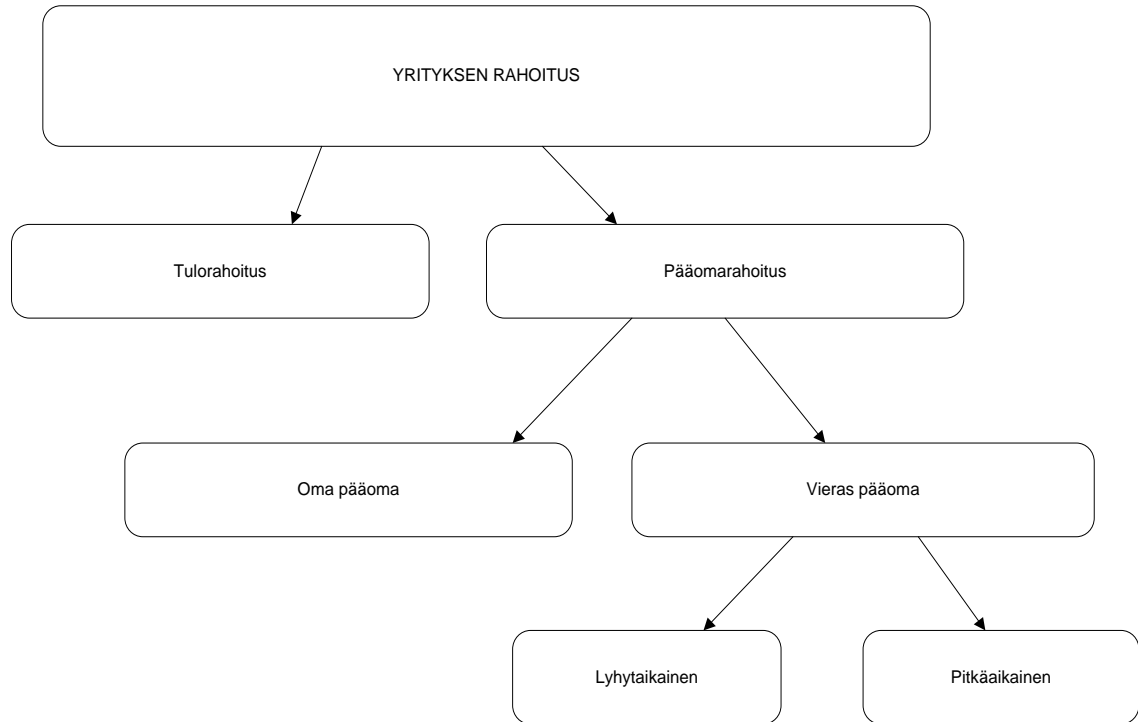 YRITYKSEN RAHOITUS
Tulorahoitus
Pääomarahoitus
Oma pääoma
Vieras pääoma
Lyhytaikainen
Pitkäaikainen